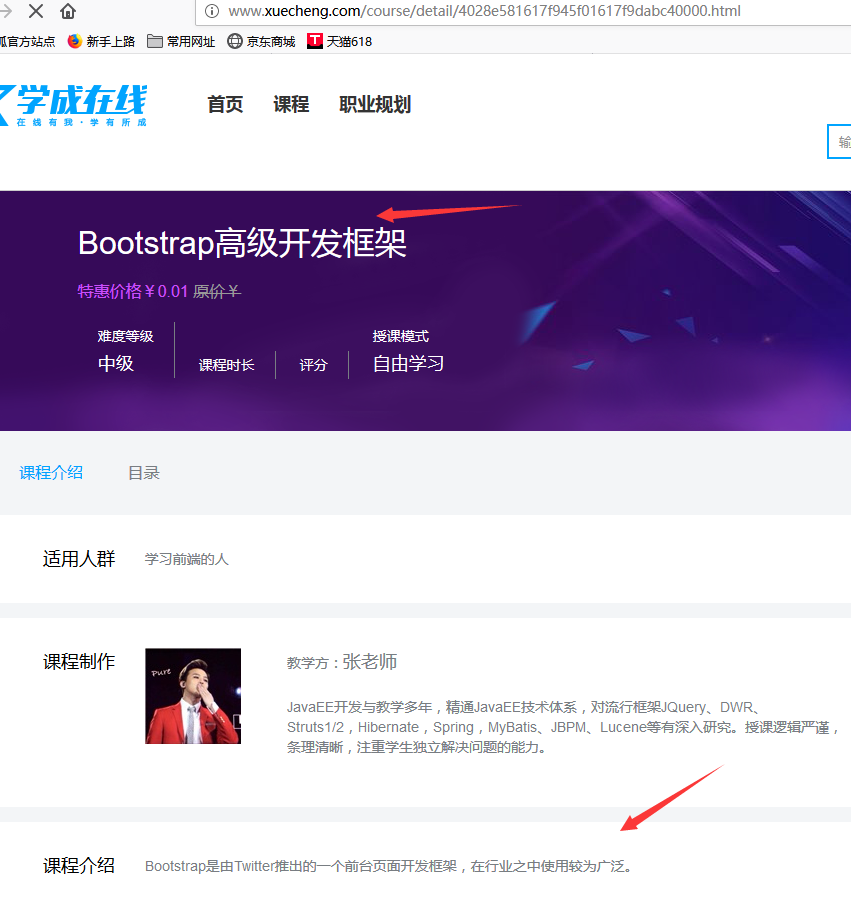 www.xuecheng.com/course/detail/4028e581617f945f01617f9dabc40000.html
狐官方站点 新手上路 常用网址 京东商城 T 天猫618
学成在线
在线有我·学有所成
首页 课程 职业规划
输
Bootstrap高级开发框架
特惠价格￥0.01 原价￥
难度等级 授课模式
中级 课程时长 评分 自由学习
课程介绍 目录
适用人群 学习前端的人
课程制作 教学方：张老师
Pure
JavaEE开发与教学多年，精通JavaEE技术体系，对流行框架JQuery、DWR、
Struts1/2，Hibernate，Spring，MyBatis、JBPM、Lucene等有深入研究。授课逻辑严谨，
条理清晰，注重学生独立解决问题的能力。
课程介绍 Bootstrap是由Twitter推出的一个前台页面开发框架，在行业之中使用较为广泛。